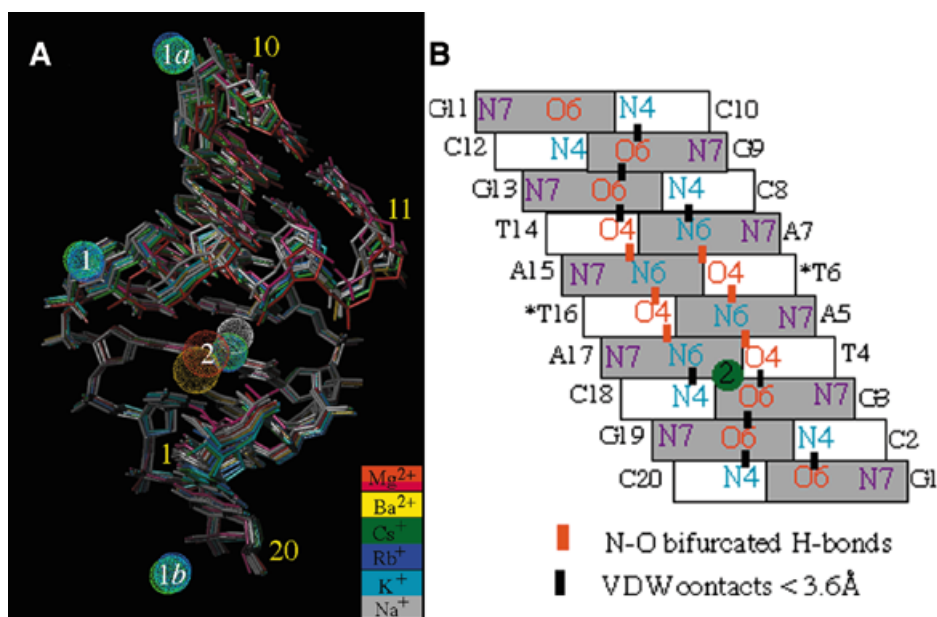 A
1a
10
11
1
2
1
20
1b
Mg2+
Ba2+
Cs+
Rb+
K+
Na+
B
G11 N7 O6 N4 C10
C12 N4 O6 N7 G9
G13 N7 O6 N4 C8
T14 O4 N6 N7 A7
A15 N7 N6 O4 *T6
*T16 O4 N6 N7 A5
A17 N7 N6 2 O4 T4
C18 N4 O6 N7 G3
G19 N7 O6 N4 C2
C20 N4 O6 N7 G1
N-O bifurcated H-bonds
VDW contacts < 3.6Å